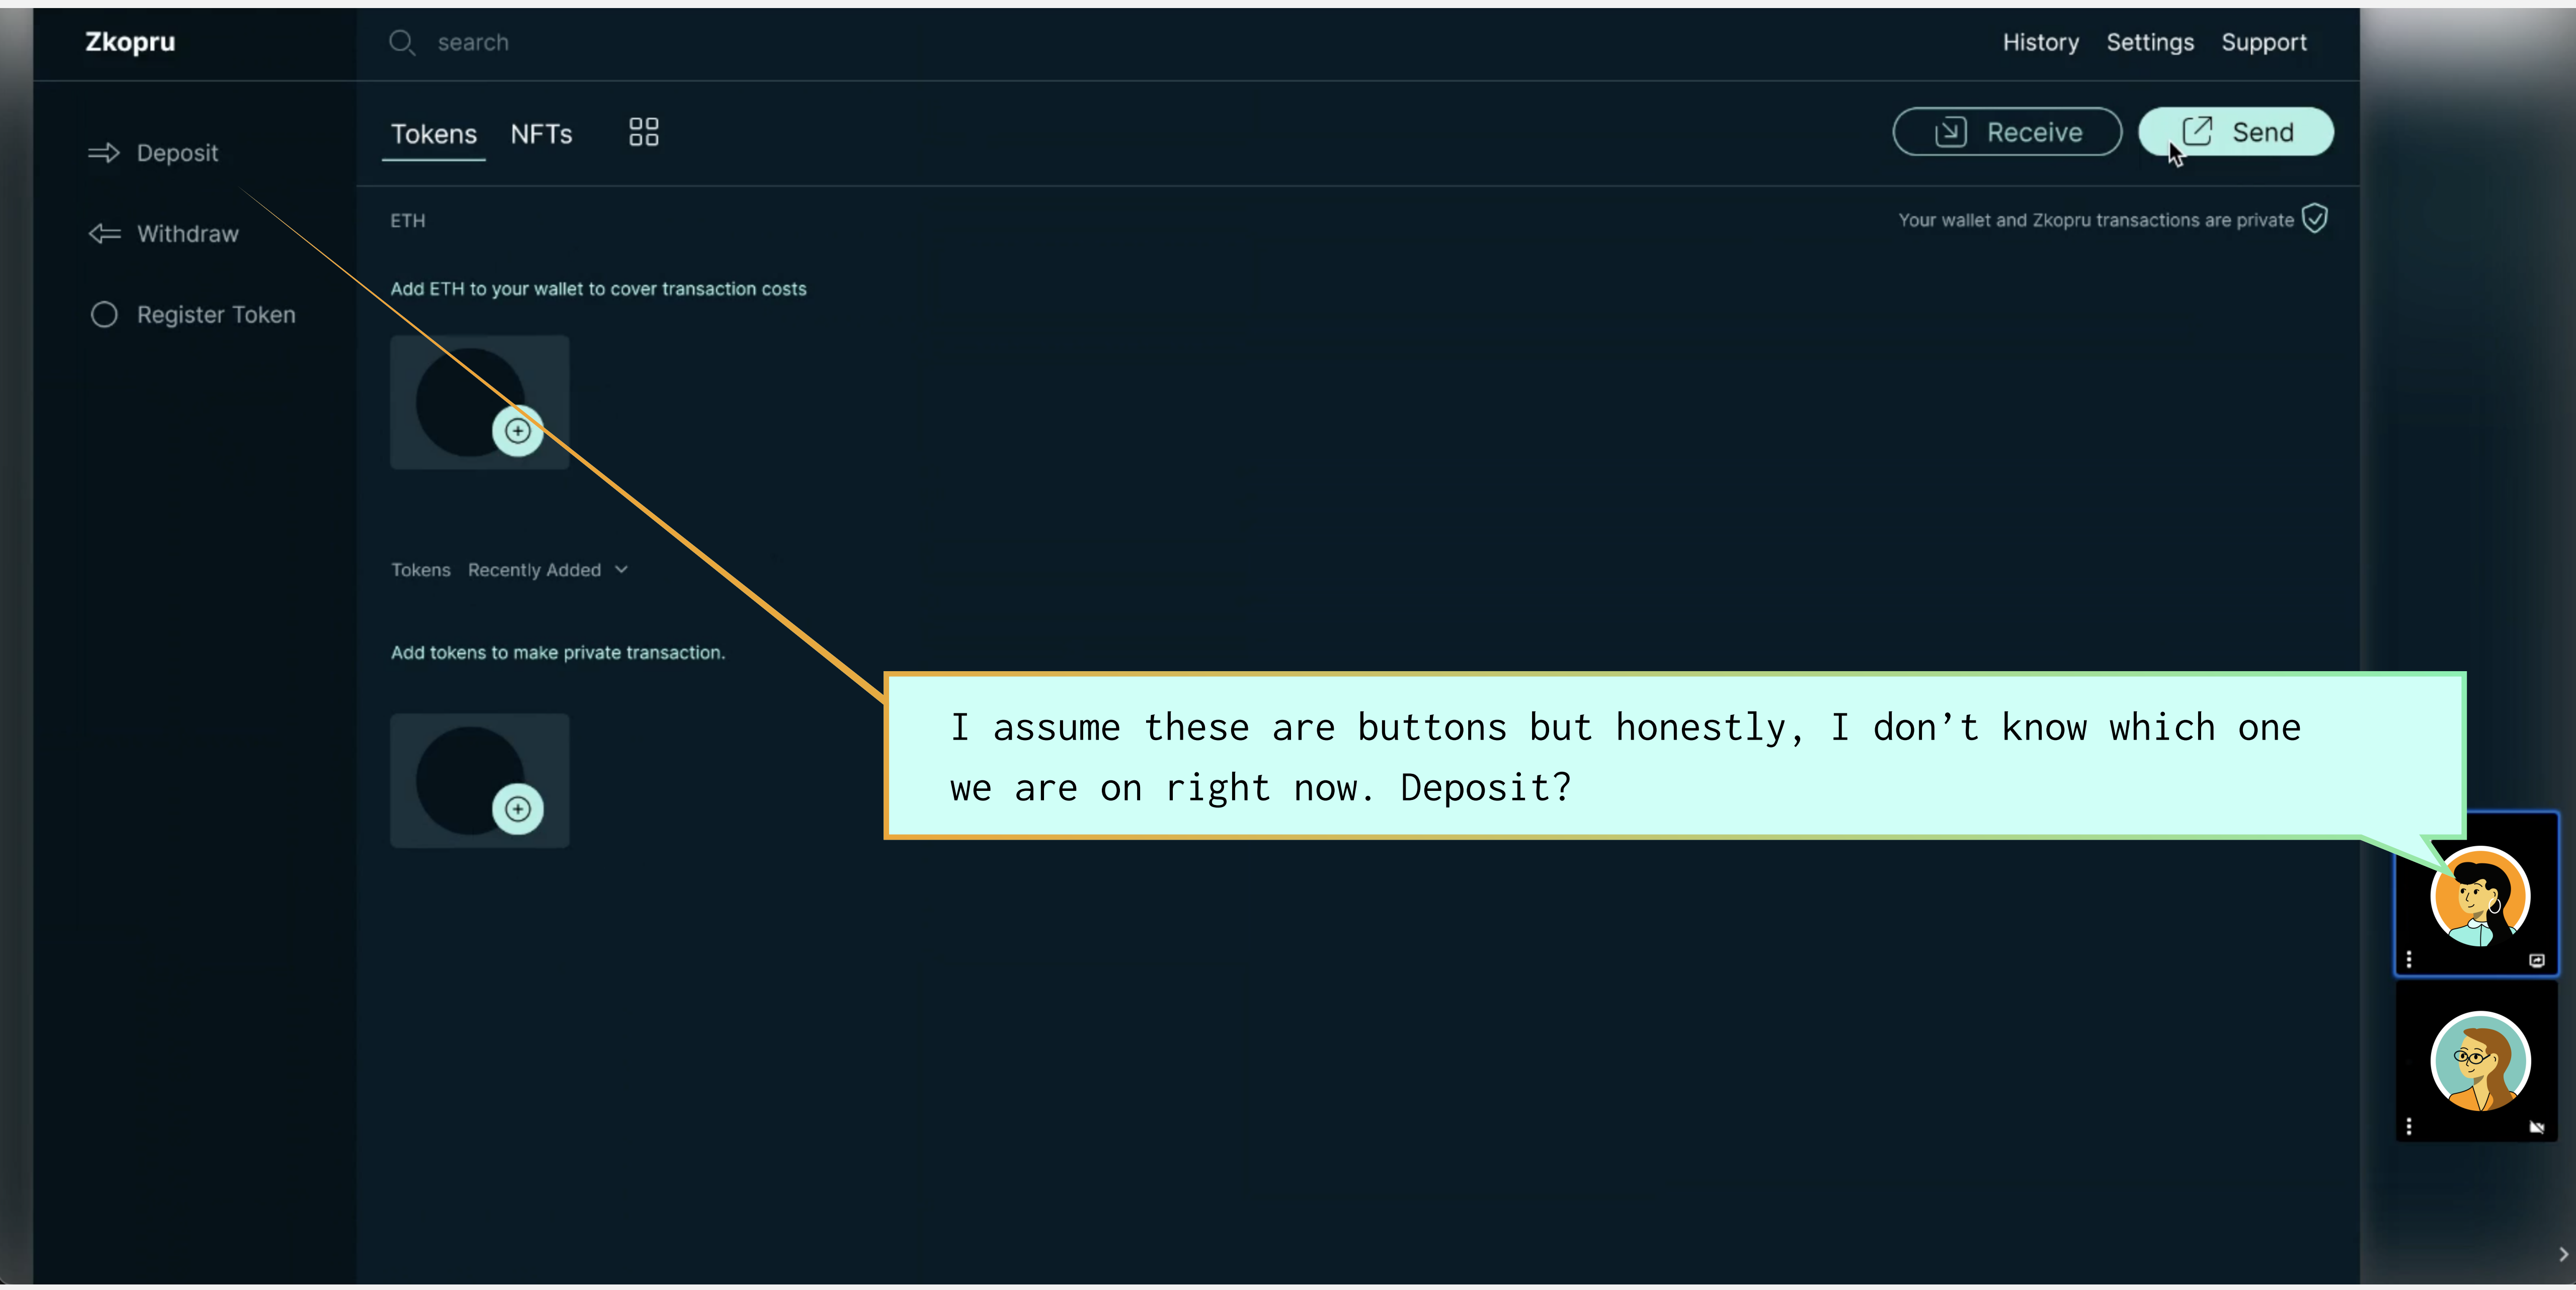 Zkopru
search
History Settings Support
Deposit
Withdraw
Register Token
Tokens NFTs
Receive
Send
ETH
Your wallet and Zkopru transactions are private
Add ETH to your wallet to cover transaction costs
Tokens Recently Added
Add tokens to make private transaction.
I assume these are buttons but honestly, I don’t know which one
we are on right now. Deposit?